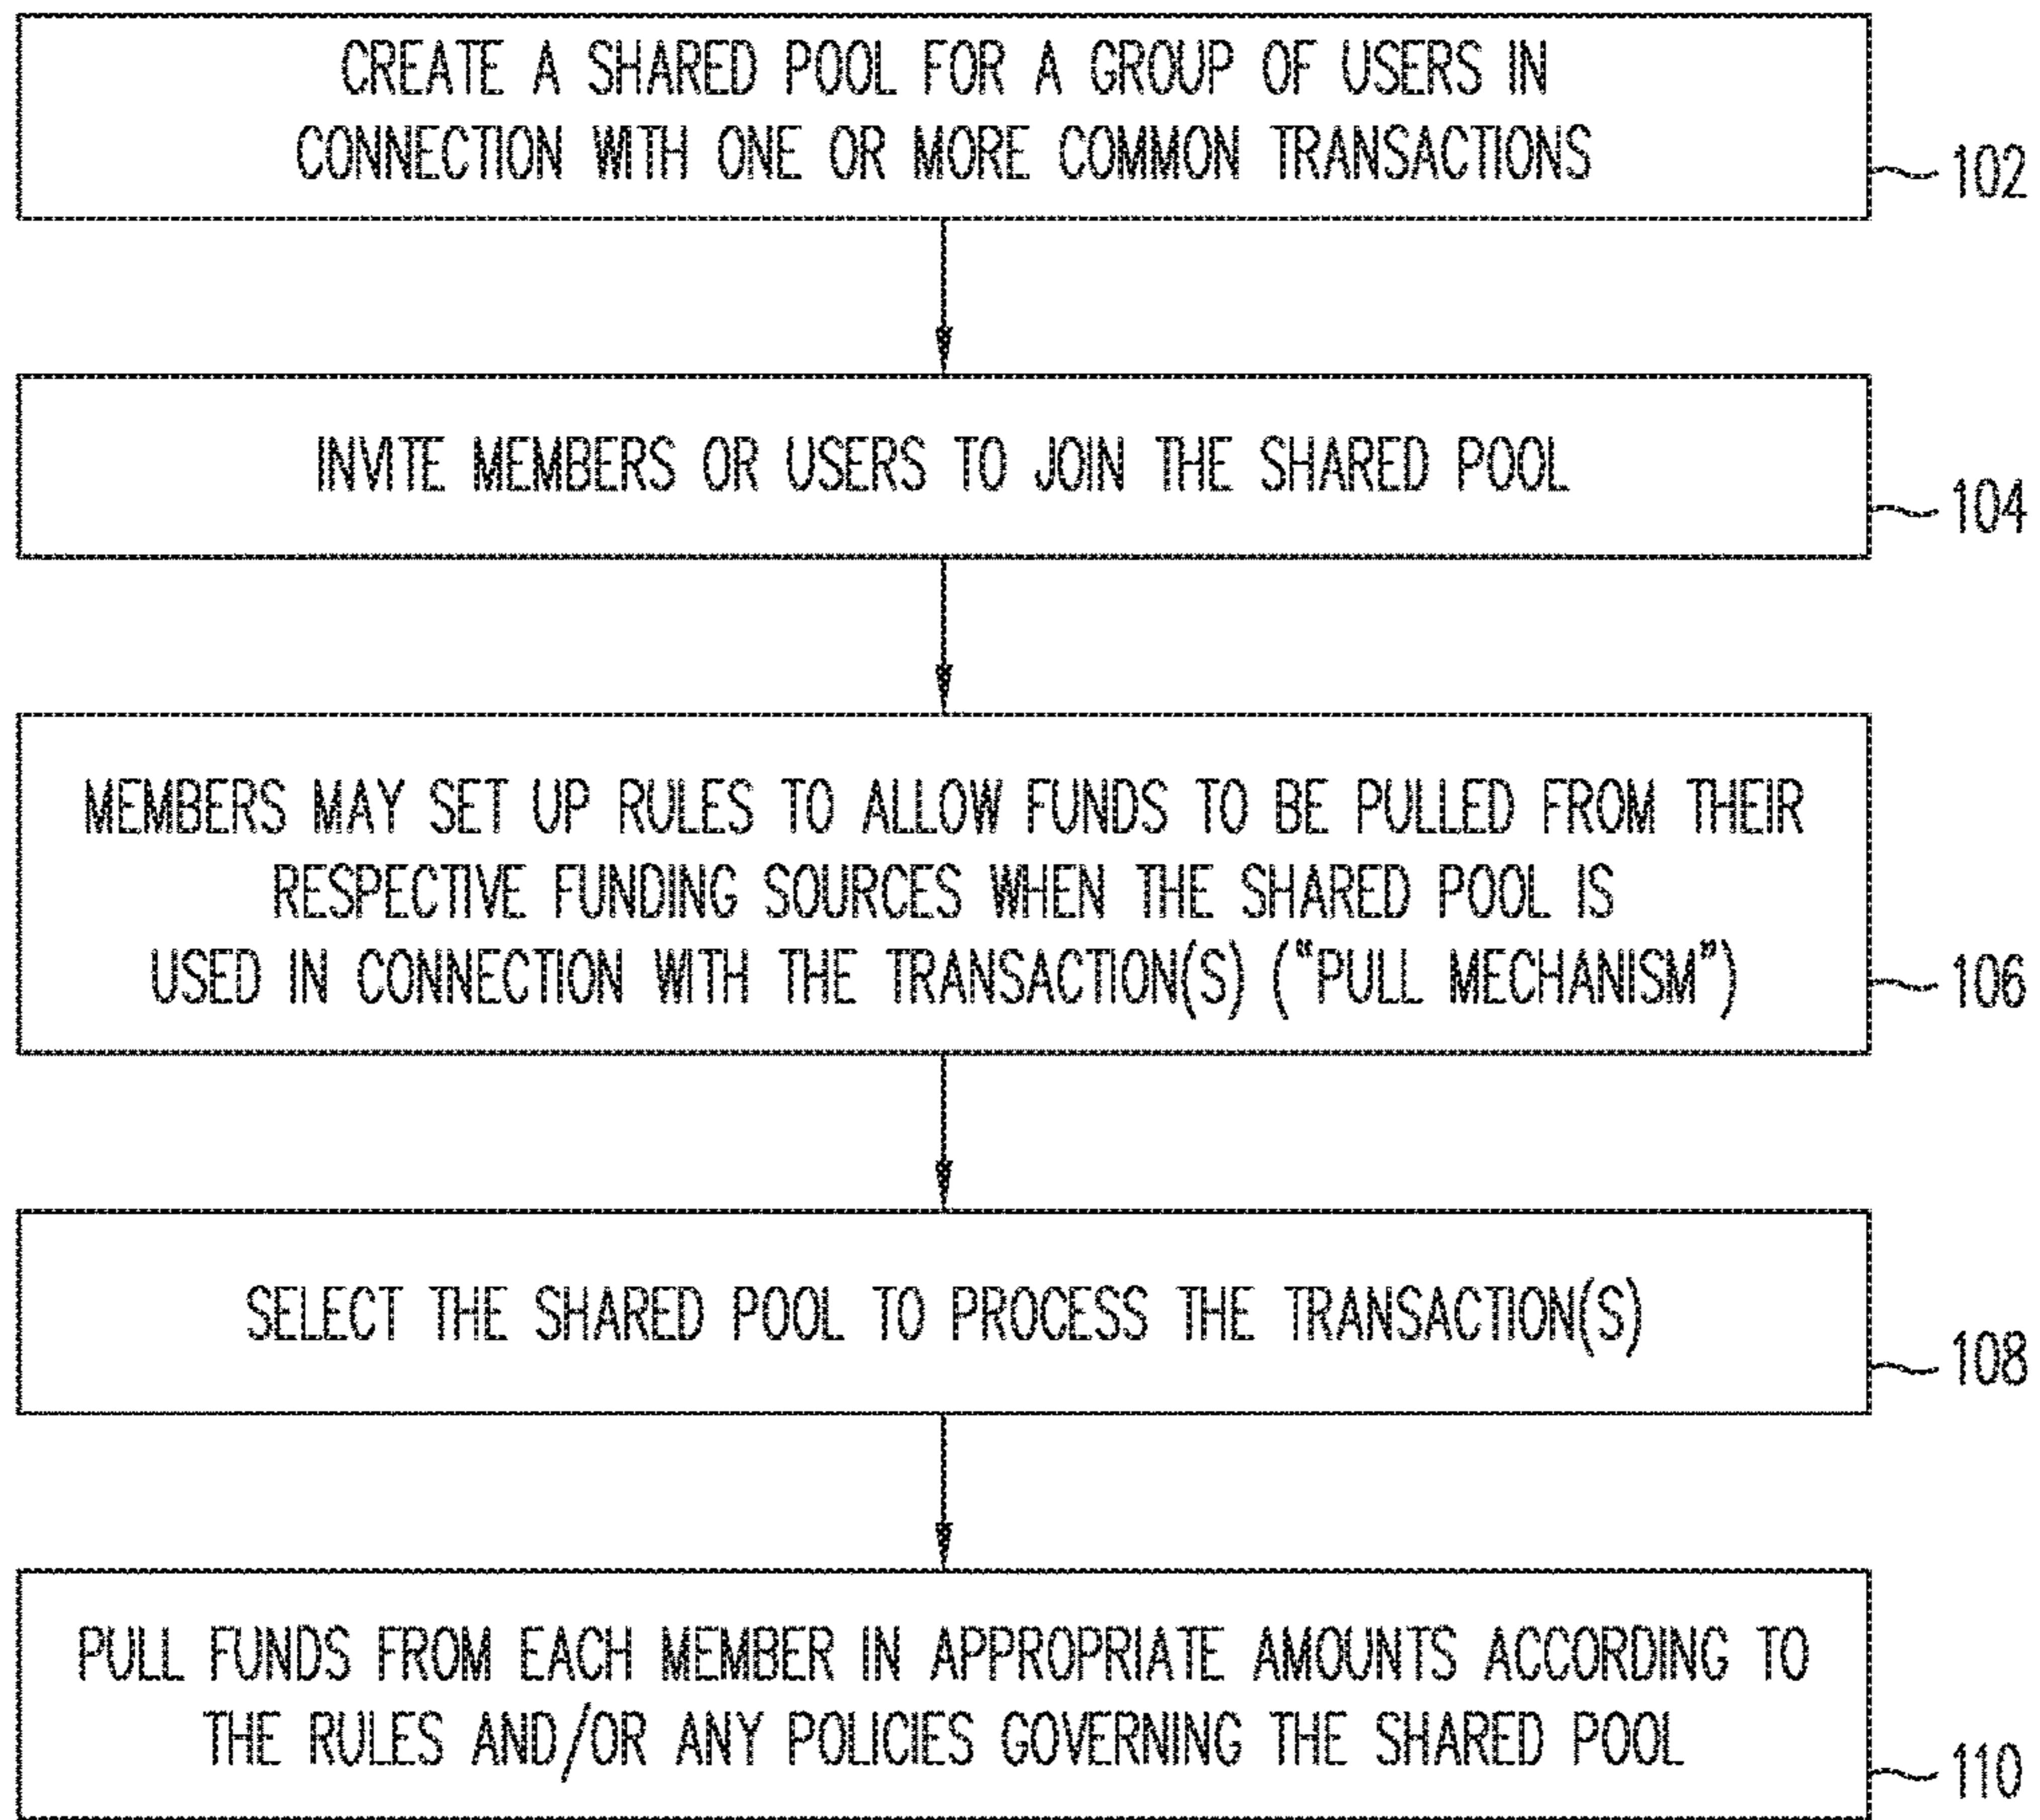 CREATE A SHARED POOL FOR A GROUP OF USERS IN
CONNECTION WITH ONE OR MORE COMMON TRANSACTIONS
102
INVITE MEMBERS OR USERS TO JOIN THE SHARED POOL
104
MEMBERS MAY SET UP RULES TO ALLOW FUNDS TO BE PULLED FROM THEIR
RESPECTIVE FUNDING SOURCES WHEN THE SHARED POOL IS
USED IN CONNECTION WITH THE TRANSACTION(S) ("PULL MECHANISM")
106
SELECT THE SHARED POOL TO PROCESS THE TRANSACTION(S)
108
PULL FUNDS FROM EACH MEMBER IN APPROPRIATE AMOUNTS ACCORDING TO
THE RULES AND/OR ANY POLICIES GOVERNING THE SHARED POOL
110